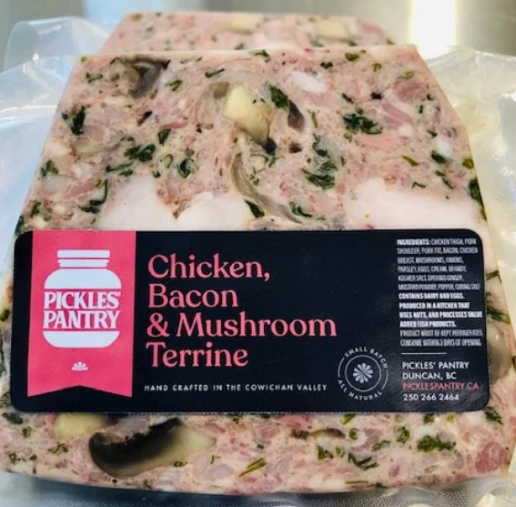 PICKLES'
PANTRY
Chicken,
Bacon
& Mushroom
Terrine
HAND CRAFTED IN THE COWICHAN VALLEY
SMALL BATCH
ALL NATURAL
INGREDIENTS: CHICKEN THIGH, PORK
SHOULDER, PORK FAT, BACON, CHICKEN
BREAST, MUSHROOMS, ONIONS,
PARSLEY, EGGS, CREAM, BRANDY,
KOSHER SALT, GROUND GINGER,
MUSTARD POWDER, PEPPER, CURING SALT
CONTAINS DAIRY AND EGGS.
PRODUCED IN A KITCHEN THAT
USES NUTS, AND PROCESSES VALUE
ADDED FISH PRODUCTS.
PRODUCT MUST BE KEPT REFRIGERATED.
CONSUME WITHIN 3 DAYS OF OPENING
PICKLES' PANTRY
DUNCAN, BC
PICKLESPANTRY.CA
250 266 2464